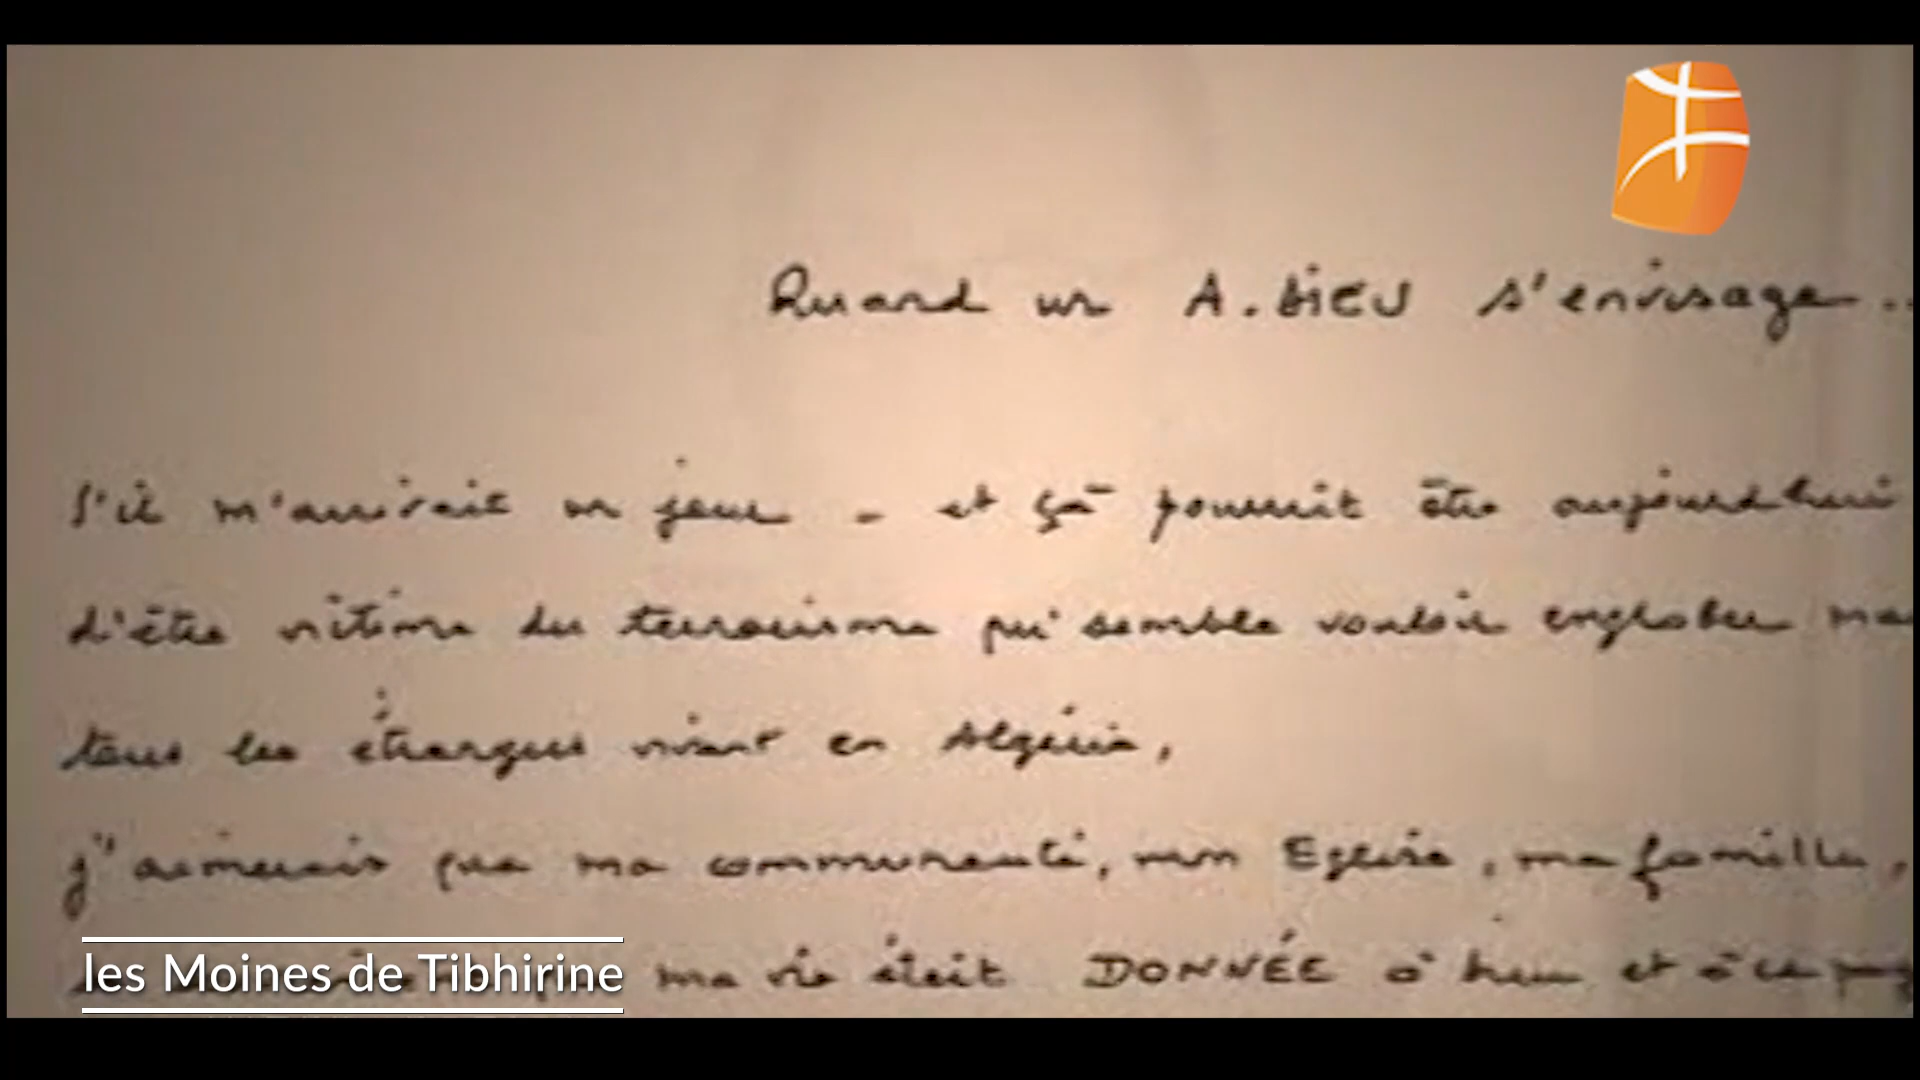 Quand un A-DIEU s'envisage..
S'il m'arrivait un jour - et ça pourrait être aujourd'hui
d'être victime du terrorisme qui semble vouloir englober
tous les étrangers vivant en Algérie,
j'aimerais que ma communauté, mon Eglise, ma famille,
ma vie était DONNÉE à Dieu et à ce
les Moines de Tibhirine